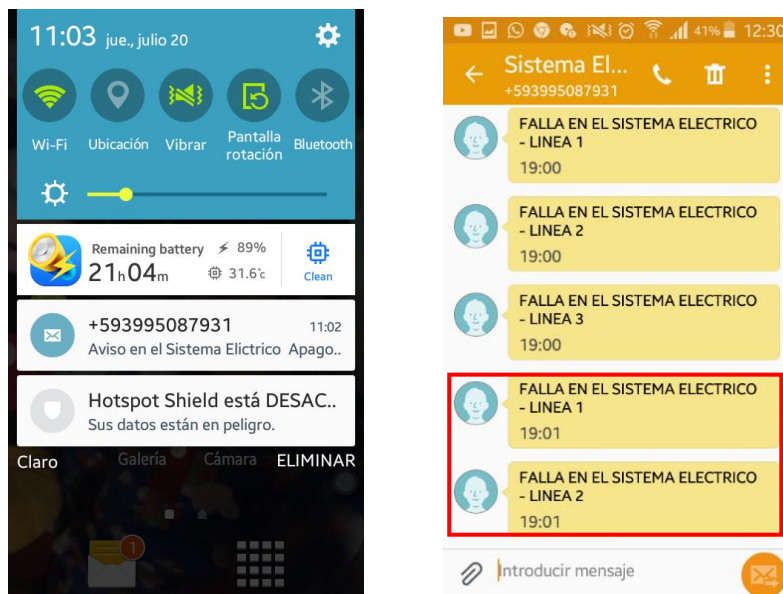 11:03 jue., julio 20
Wi-Fi
Ubicación
Vibrar
Pantalla
rotación
Bluetooth
Remaining battery 89%
21h04m 31.6°c
Clean
+593995087931 11:02
Aviso en el Sistema Elictrico Apago..
Hotspot Shield está DESAC..
Sus datos están en peligro.
Claro
Galería
Cámara
ELIMINAR
1
41% 12:30
Sistema El...
+593995087931
FALLA EN EL SISTEMA ELECTRICO
- LINEA 1
19:00
FALLA EN EL SISTEMA ELECTRICO
- LINEA 2
19:00
FALLA EN EL SISTEMA ELECTRICO
- LINEA 3
19:00
FALLA EN EL SISTEMA ELECTRICO
- LINEA 1
19:01
FALLA EN EL SISTEMA ELECTRICO
- LINEA 2
19:01
Introducir mensaje